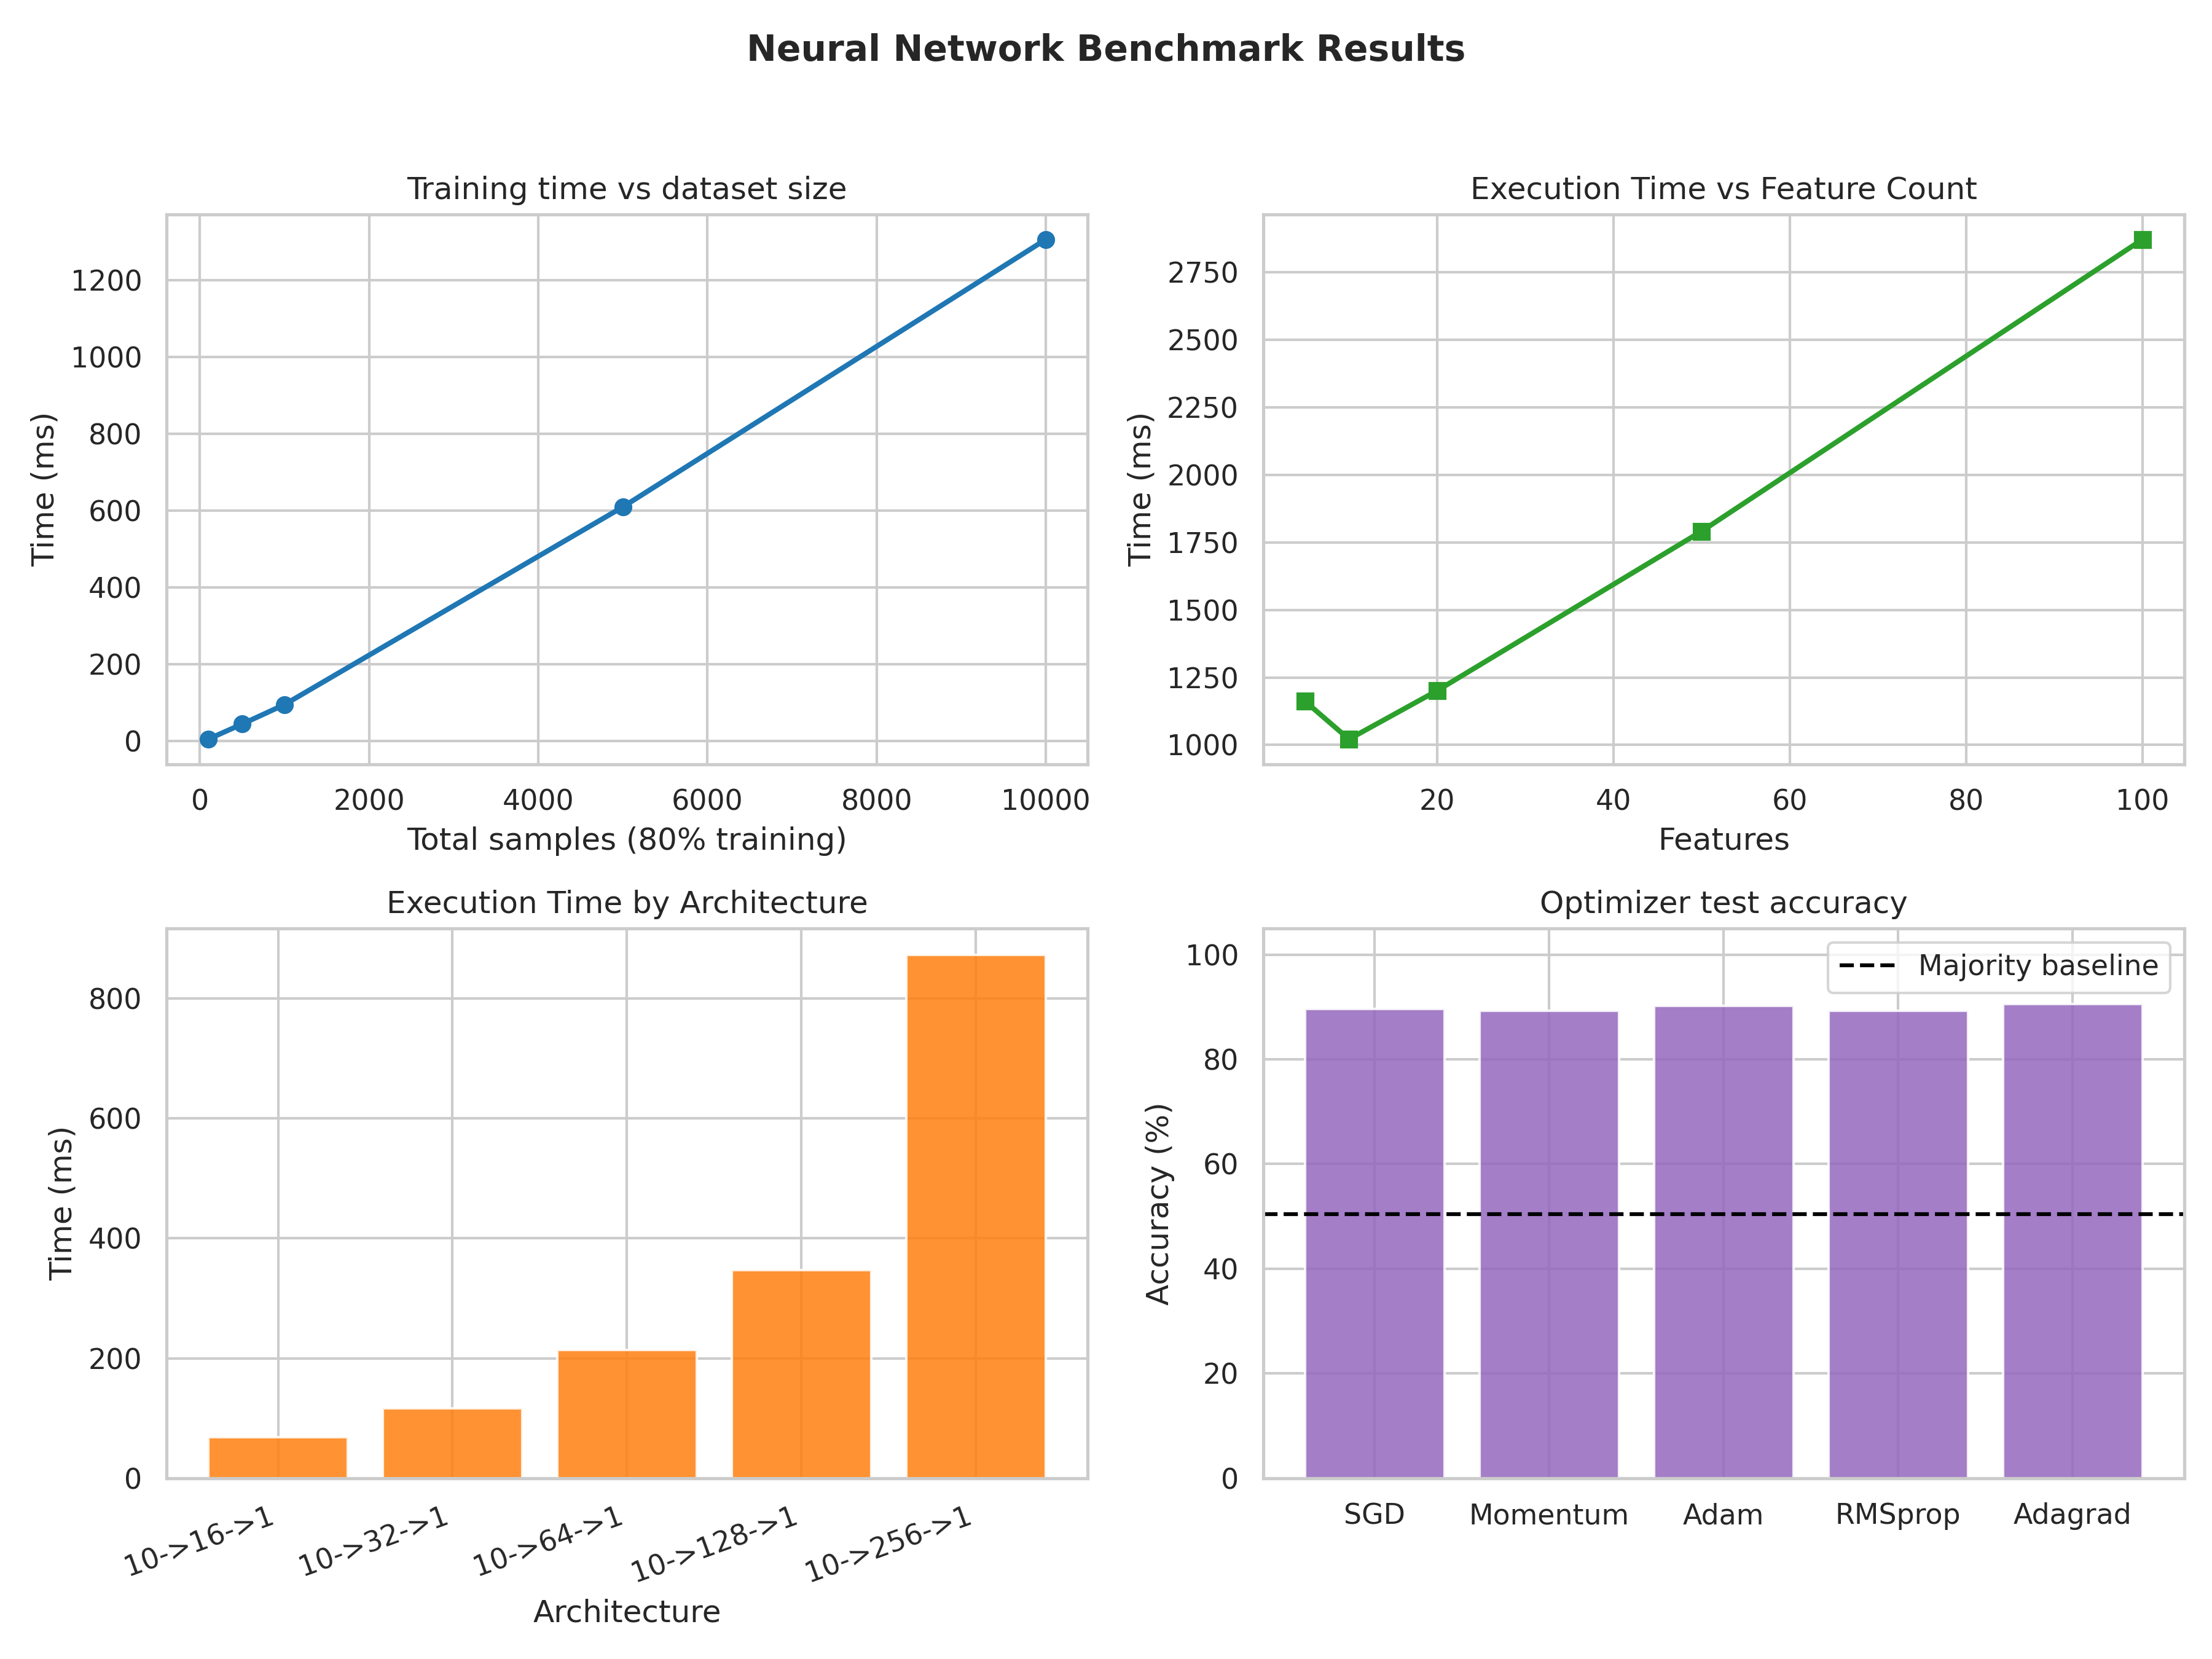 Neural Network Benchmark Results
Training time vs dataset size
Time (ms)
1200
1000
800
600
400
200
0
0 2000 4000 6000 8000 10000
Total samples (80% training)
Execution Time vs Feature Count
Time (ms)
2750
2500
2250
2000
1750
1500
1250
1000
20 40 60 80 100
Features
Execution Time by Architecture
Time (ms)
800
600
400
200
0
10->16->1 10->32->1 10->64->1 10->128->1 10->256->1
Architecture
Optimizer test accuracy
Majority baseline
Accuracy (%)
100
80
60
40
20
0
SGD Momentum Adam RMSprop Adagrad